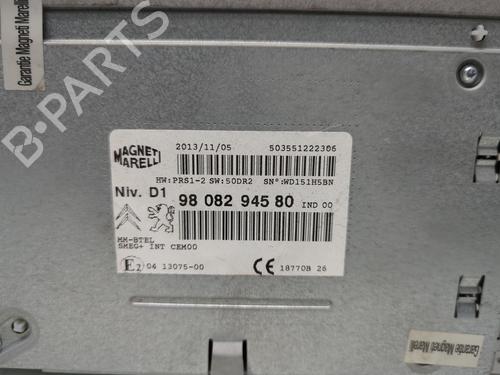 Garantie Magneti Marelli
B-PARTS
MAGNETI
MARELLI
2013/11/05
503551222306
HW:PRS1-2 SW:50DR2 SN°:WD151H5BN
Niv. D1
98 082 945 80 IND 00
MM-BTEL
SMEG+ INT CEM00
E2 04 13075-00
CE 18770B 26
Garantie Magneti Marelli